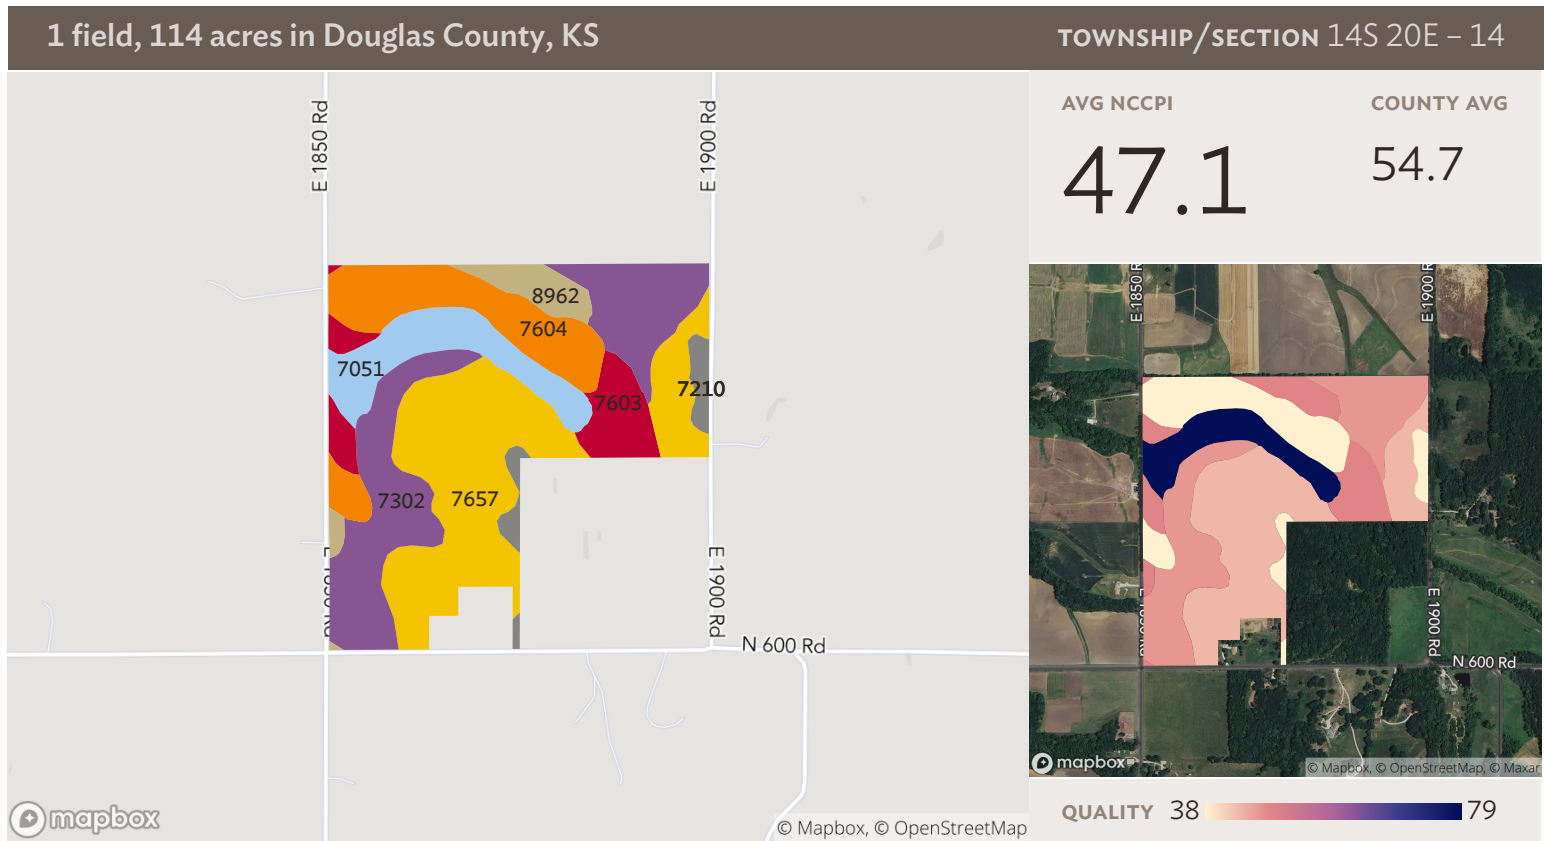 1 field, 114 acres in Douglas County, KS
TOWNSHIP/SECTION 14S 20E – 14
E 1850 Rd
E 1900 Rd
8962
7604
7051
7210
7603
7302
7657
E 1900 Rd
N 600 Rd
mapbox
© Mapbox, © OpenStreetMap
AVG NCCPI
COUNTY AVG
47.1
54.7
E 1850 R
E 1900 R
E 1900 Rd
N 600 Rd
mapbox
© Mapbox, © OpenStreetMap, © Maxar
QUALITY 38 79